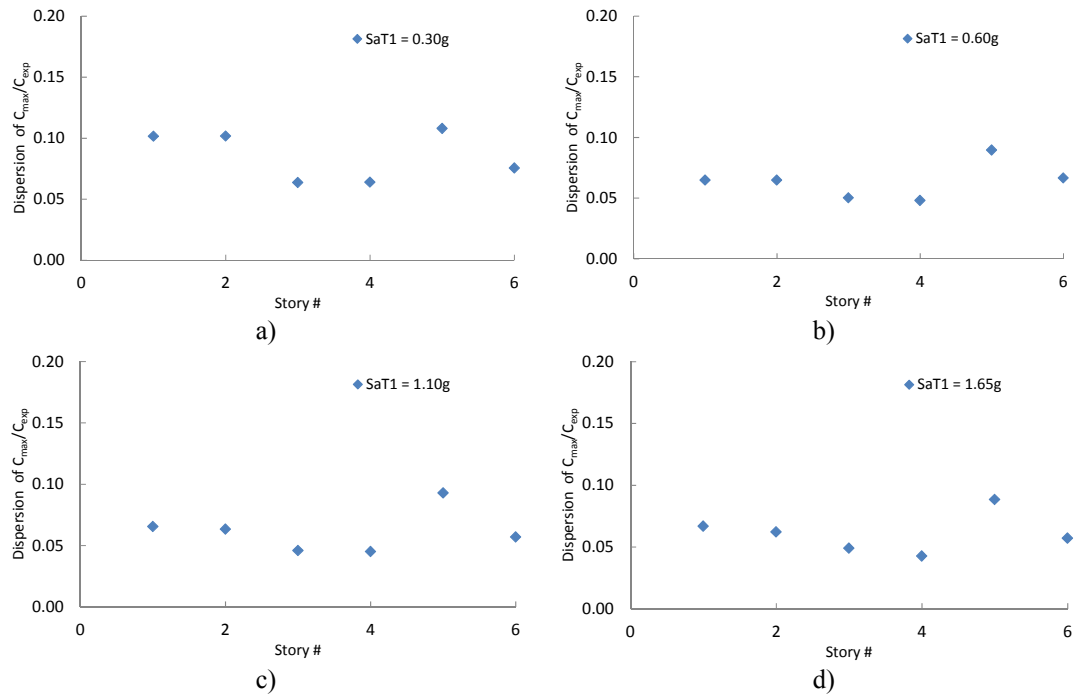 0.20
SaT1 = 0.30g
0.15
0.10
0.05
0.00
0 2 4 6
Dispersion of Cmax/Cexp
Story #
a)
0.20
SaT1 = 0.60g
0.15
0.10
0.05
0.00
0 2 4 6
Dispersion of Cmax/Cexp
Story #
b)
0.20
SaT1 = 1.10g
0.15
0.10
0.05
0.00
0 2 4 6
Dispersion of Cmax/Cexp
Story #
c)
0.20
SaT1 = 1.65g
0.15
0.10
0.05
0.00
0 2 4 6
Dispersion of Cmax/Cexp
Story #
d)